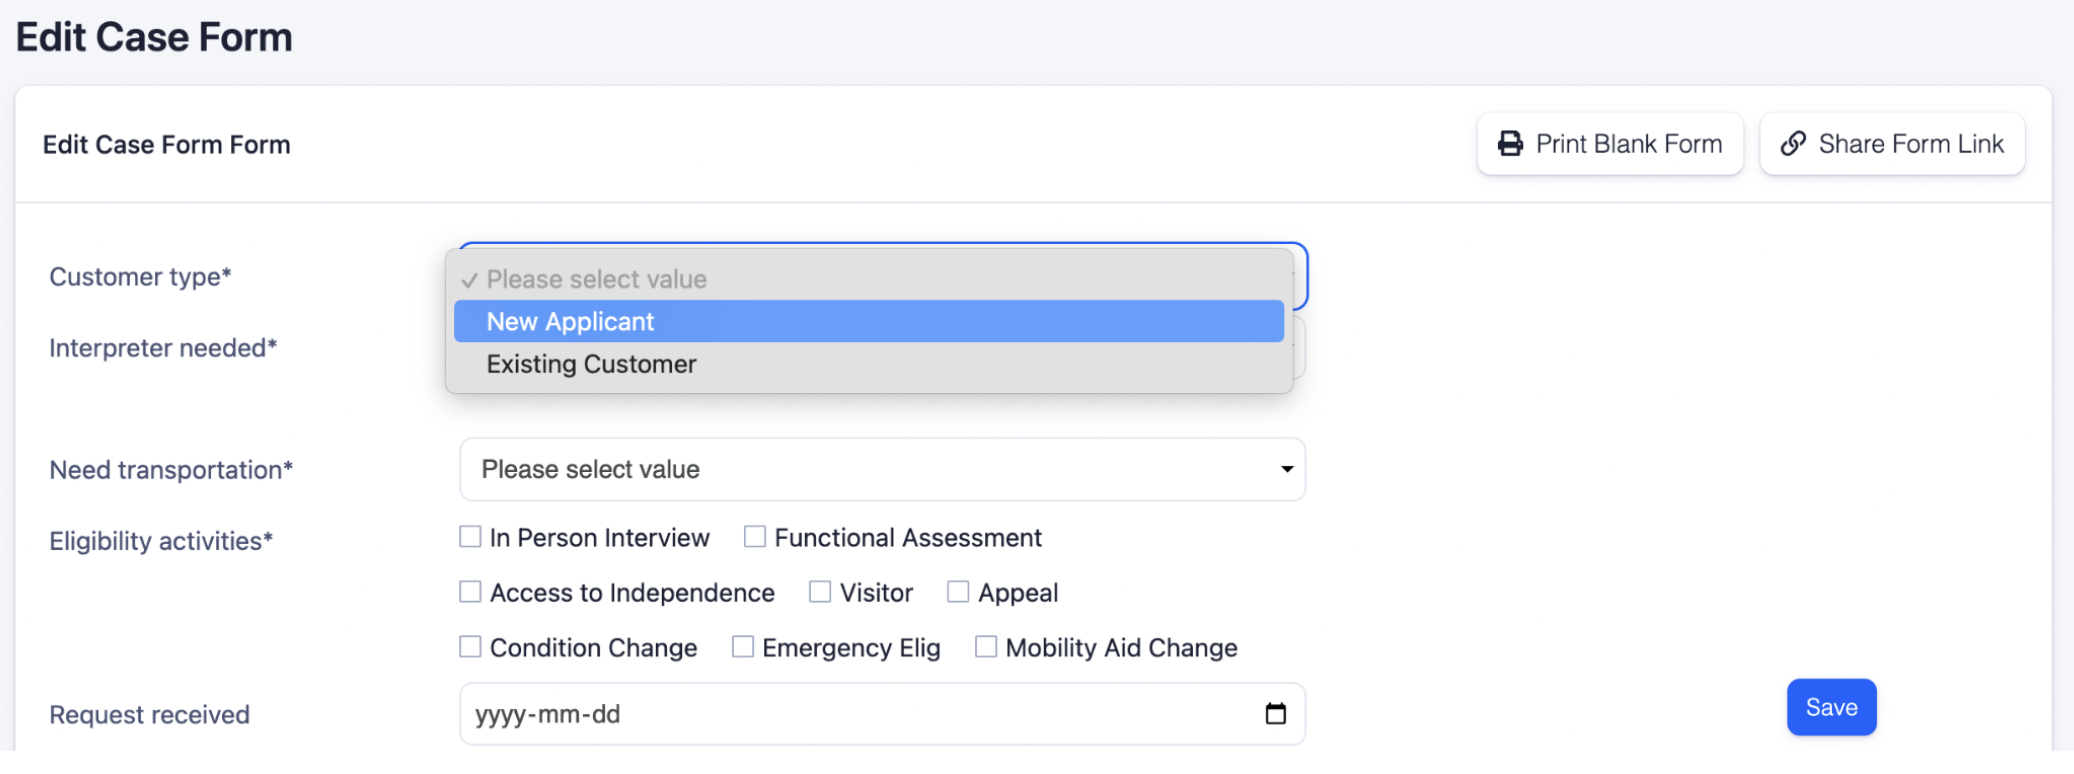 Edit Case Form
Edit Case Form Form
Print Blank Form
Share Form Link
Customer type*
✓ Please select value
New Applicant
Existing Customer
Interpreter needed*
Need transportation*
Please select value
Eligibility activities*
In Person Interview Functional Assessment
Access to Independence Visitor Appeal
Condition Change Emergency Elig Mobility Aid Change
Request received
yyyy-mm-dd
Save